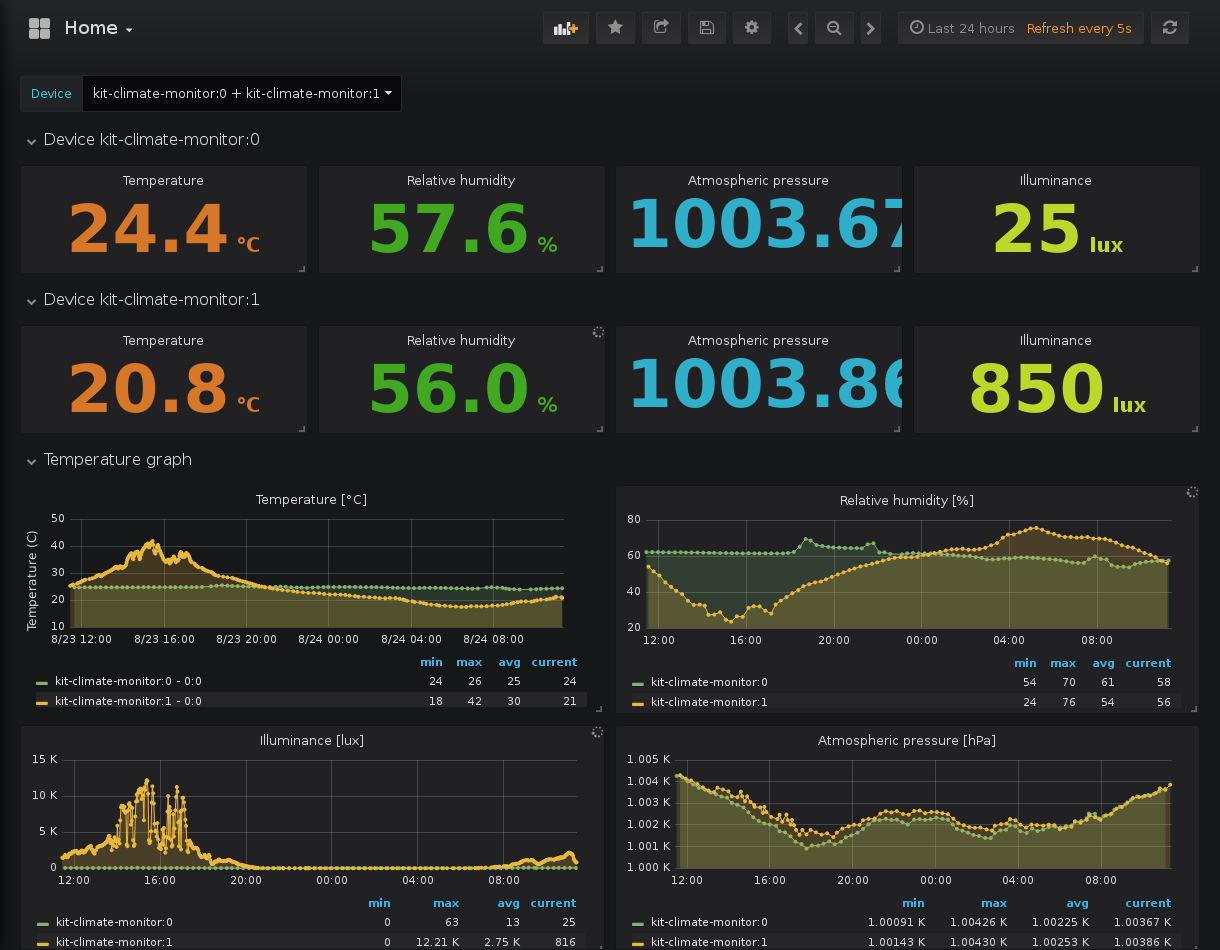 Home
Last 24 hours Refresh every 5s
Device kit-climate-monitor:0 + kit-climate-monitor:1
Device kit-climate-monitor:0
Temperature Relative humidity Atmospheric pressure Illuminance
24.4 °C 57.6 % 1003.67 25 lux
Device kit-climate-monitor:1
Temperature Relative humidity Atmospheric pressure Illuminance
20.8 °C 56.0 % 1003.86 850 lux
Temperature graph
Temperature [°C]
Temperature (C)
50
40
30
20
10
8/23 12:00 8/23 16:00 8/23 20:00 8/24 00:00 8/24 04:00 8/24 08:00
min max avg current
kit-climate-monitor:0 - 0:0 24 26 25 24
kit-climate-monitor:1 - 0:0 18 42 30 21
Relative humidity [%]
80
60
40
20
12:00 16:00 20:00 00:00 04:00 08:00
min max avg current
kit-climate-monitor:0 54 70 61 58
kit-climate-monitor:1 24 76 54 56
Illuminance [lux]
15 K
10 K
5 K
0
12:00 16:00 20:00 00:00 04:00 08:00
min max avg current
kit-climate-monitor:0 0 63 13 25
kit-climate-monitor:1 0 12.21 K 2.75 K 816
Atmospheric pressure [hPa]
1.005 K
1.004 K
1.003 K
1.002 K
1.001 K
1.000 K
12:00 16:00 20:00 00:00 04:00 08:00
min max avg current
kit-climate-monitor:0 1.00091 K 1.00426 K 1.00225 K 1.00367 K
kit-climate-monitor:1 1.00143 K 1.00430 K 1.00253 K 1.00386 K